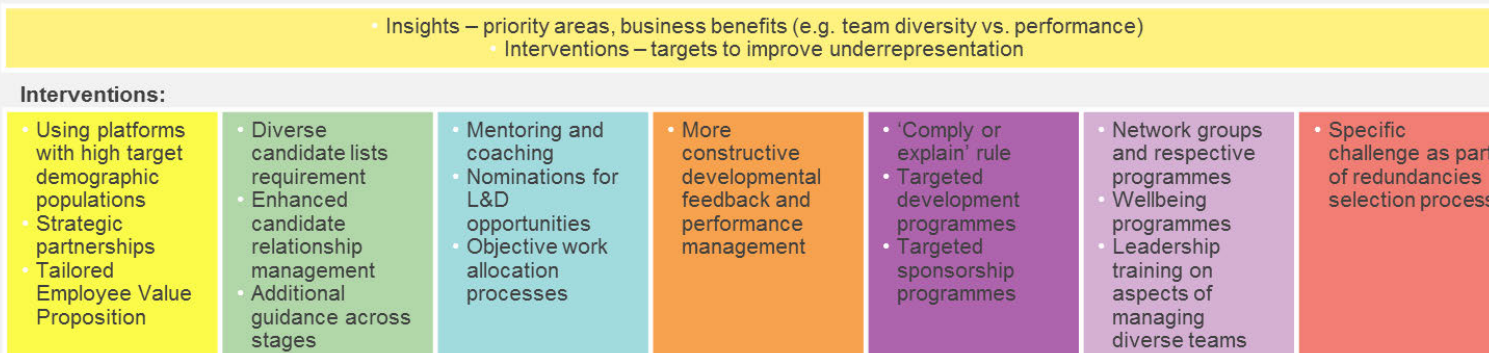 • Insights – priority areas, business benefits (e.g. team diversity vs. performance)
• Interventions – targets to improve underrepresentation
Interventions:
• Using platforms
with high target
demographic
populations
• Strategic
partnerships
• Tailored
Employee Value
Proposition
• Diverse
candidate lists
requirement
• Enhanced
candidate
relationship
management
• Additional
guidance across
stages
• Mentoring and
coaching
• Nominations for
L&D
opportunities
• Objective work
allocation
processes
• More
constructive
developmental
feedback and
performance
management
• ‘Comply or
explain’ rule
• Targeted
development
programmes
• Targeted
sponsorship
programmes
• Network groups
and respective
programmes
• Wellbeing
programmes
• Leadership
training on
aspects of
managing
diverse teams
• Specific
challenge as part
of redundancies
selection process